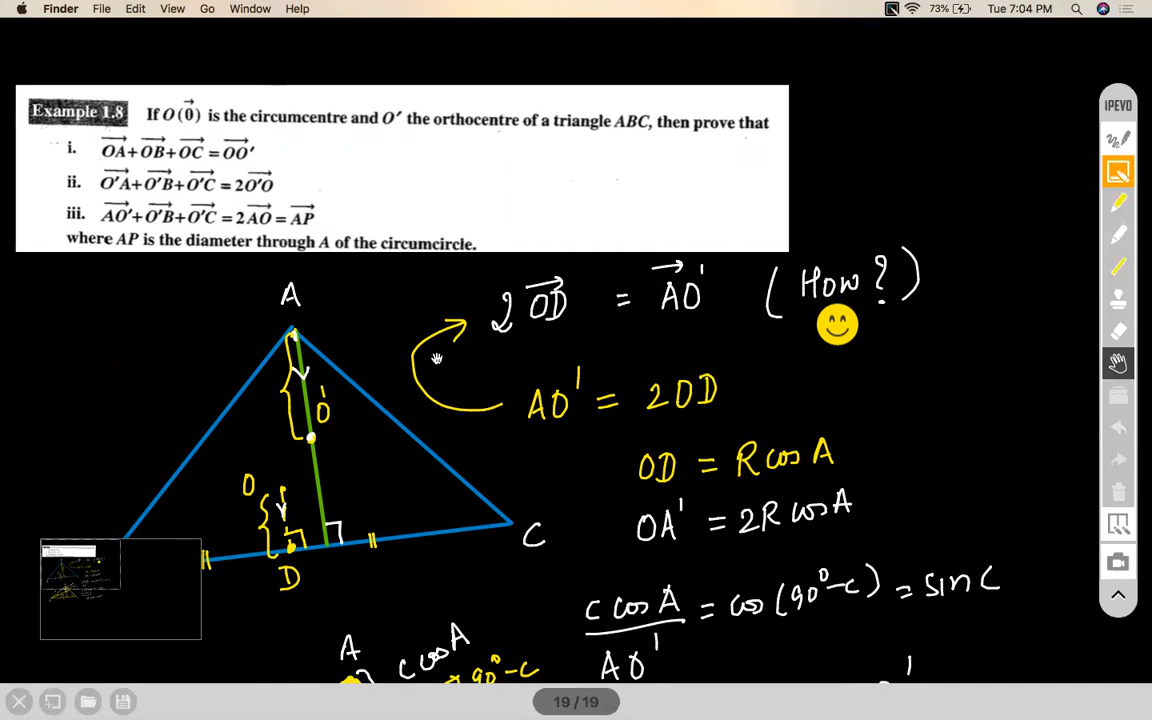 Finder File Edit View Go Window Help 73% Tue 7:04 PM
Example 1.8 If O(0⃗) is the circumcentre and O′ the orthocentre of a triangle ABC, then prove that
i. OA⃗ + OB⃗ + OC⃗ = OO′⃗
ii. O′A⃗ + O′B⃗ + O′C⃗ = 2O′O⃗
iii. AO′⃗ + O′B⃗ + O′C⃗ = 2AO⃗ = AP⃗
where AP is the diameter through A of the circumcircle.
IPEVO
A
2OD⃗ = AO′⃗ (How?)
O′
AO′ = 2OD
OD = R cos A
O
OA′ = 2R cos A
C
D
c cos A / AO′ = cos(90°-C) = sin C
A
c cos A
90°-C
19 / 19